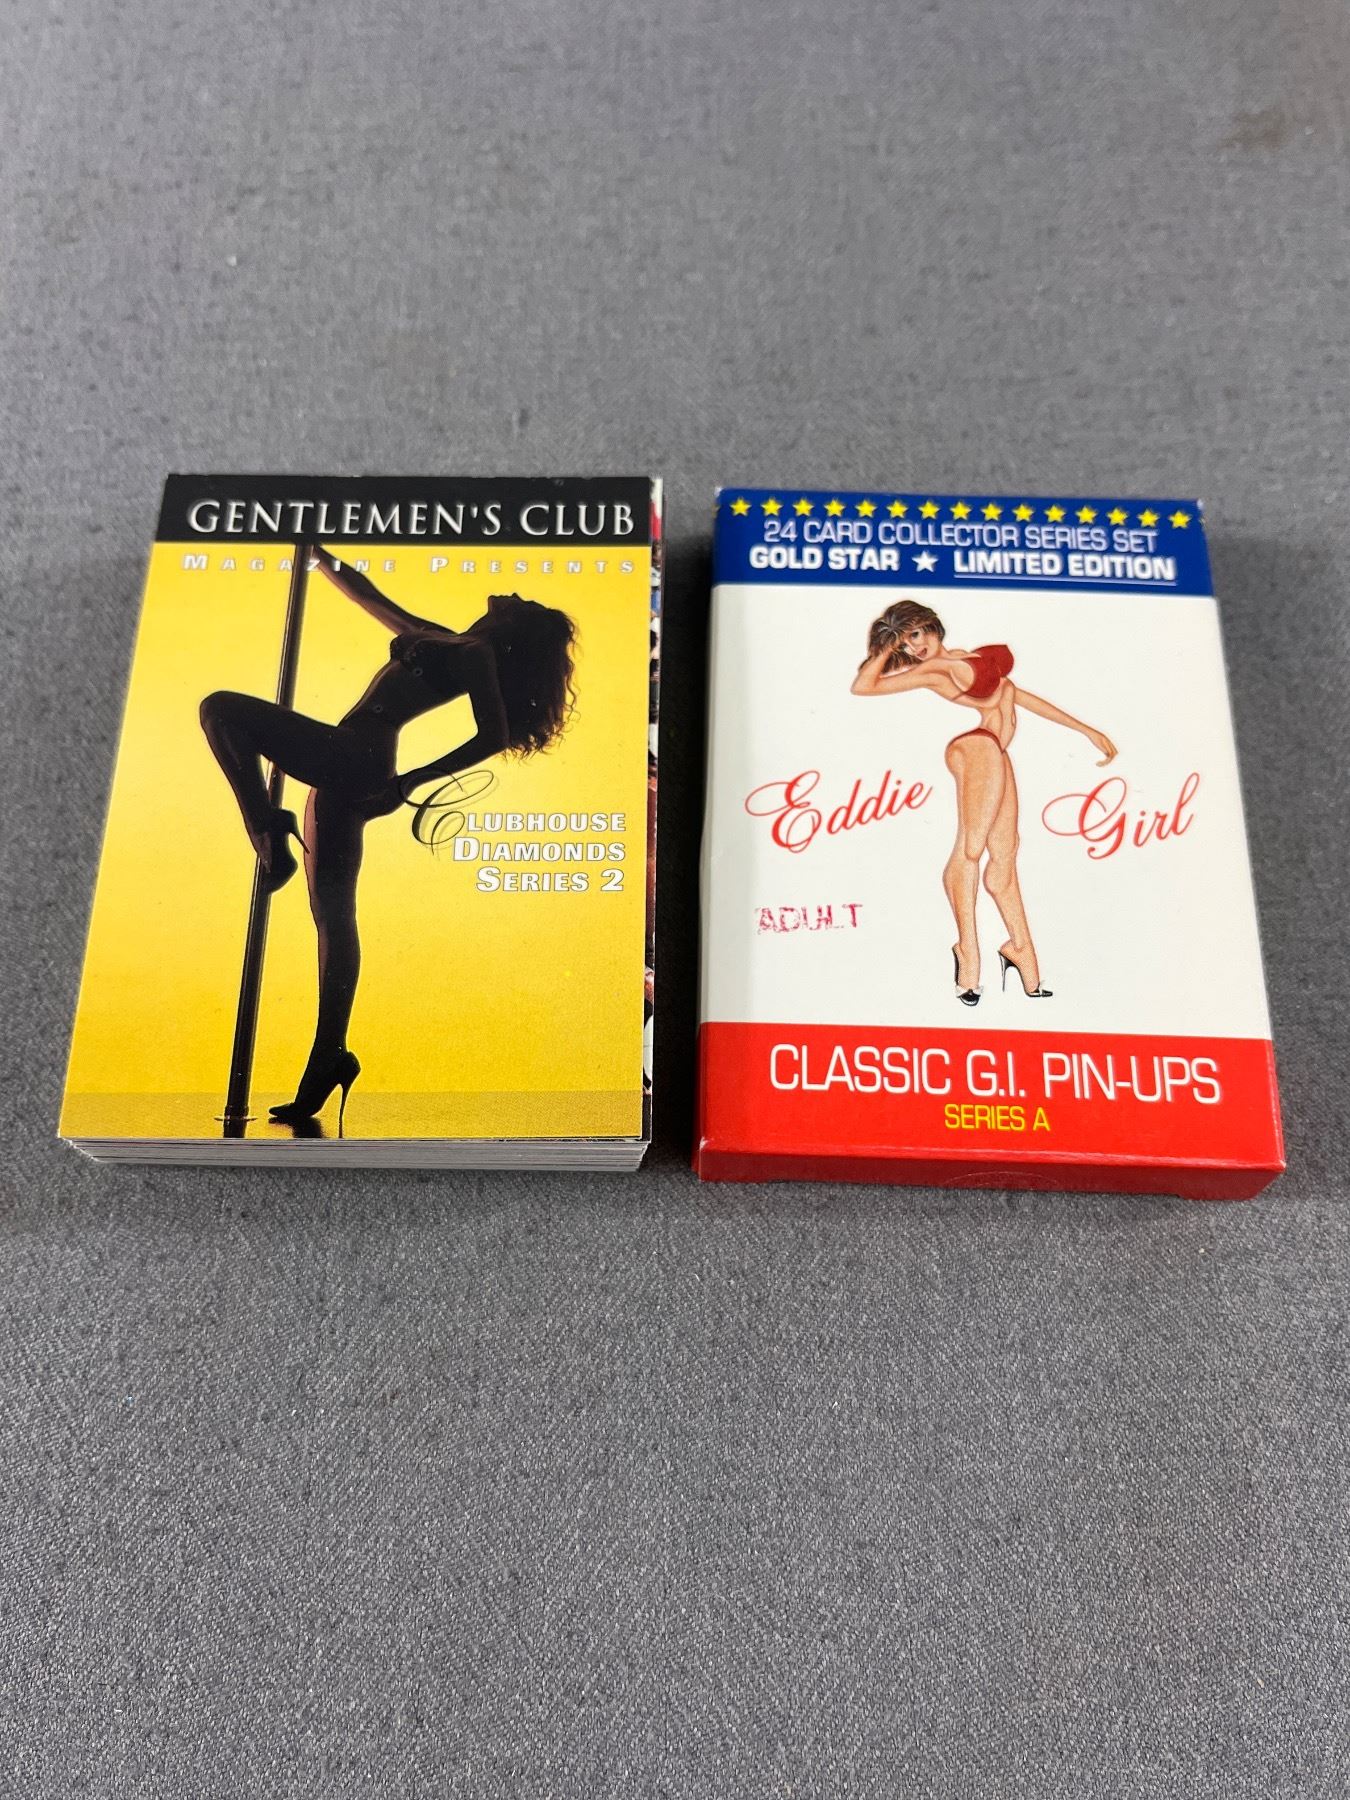 GENTLEMEN'S CLUB
MAGAZINE PRESENTS
CLUBHOUSE
DIAMONDS
SERIES 2
24 CARD COLLECTOR SERIES SET
GOLD STAR ★ LIMITED EDITION
Eddie Girl
ADULT
CLASSIC G.I. PIN-UPS
SERIES A